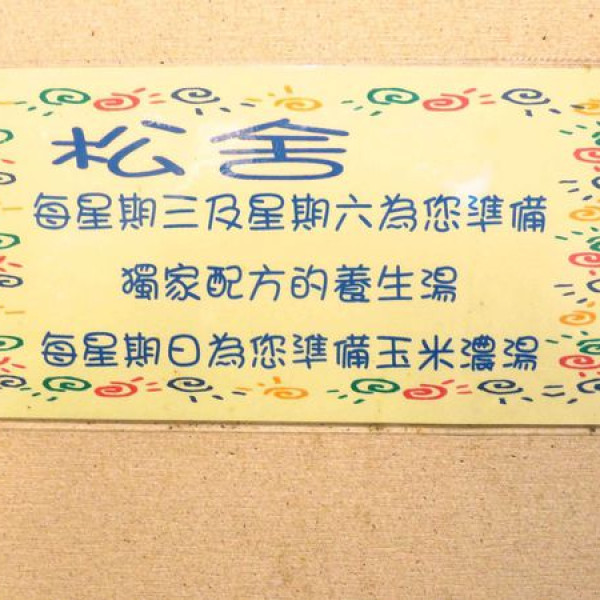 松舍
每星期三及星期六為您準備
獨家配方的養生湯
每星期日為您準備玉米濃湯